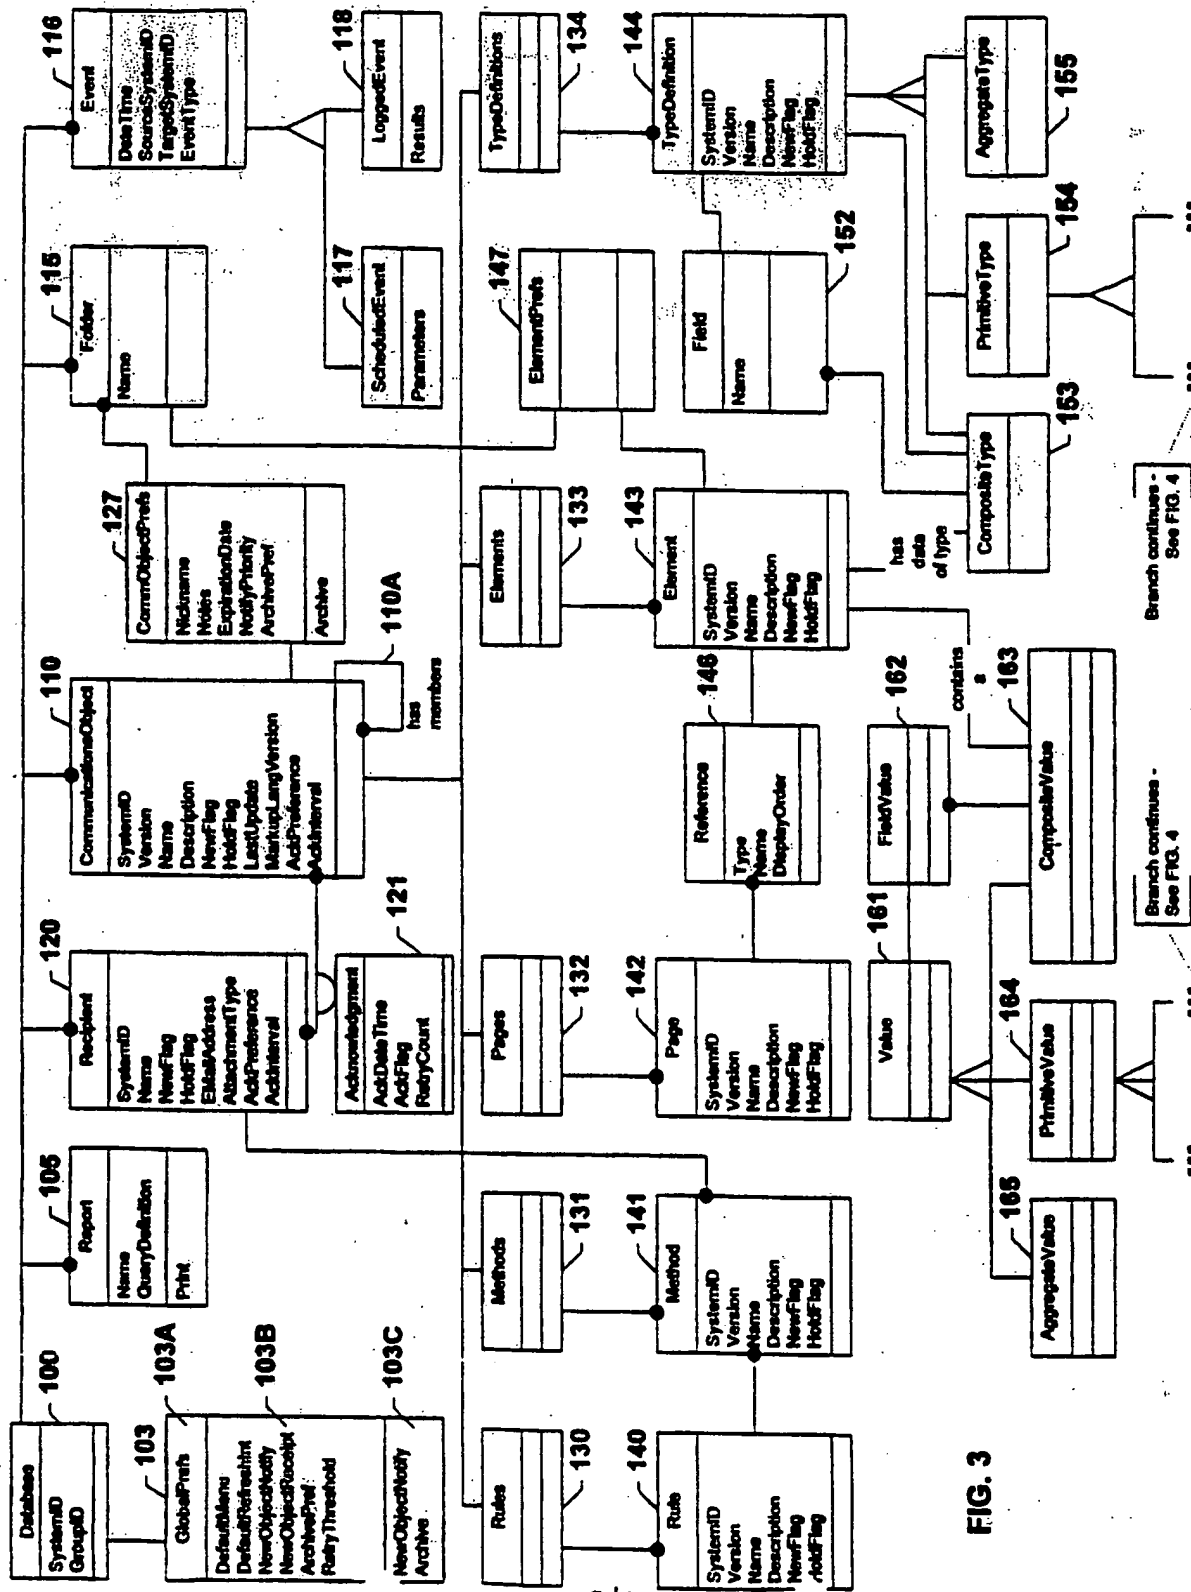 Database
SystemID
GroupID
100
103
103A
GlobalPrefs
DefaultMenu
DefaultRefreshInt
NewObjectNotify
NewObjectReceipt
ArchivePref
RetryThreshold
103B
NewObjectNotify
Archive
103C
Report
105
Name
QueryDefinition
Print
Recipient
120
SystemID
Name
NewFlag
HoldFlag
EMailAddress
AttachmentType
AckPreference
AckInterval
Acknowledgment
121
AckDateTime
AckFlag
RetryCount
CommunicationsObject
110
SystemID
Version
Name
Description
NewFlag
HoldFlag
LastUpdate
MarkupLangVersion
AckPreference
AckInterval
110A
has
members
CommObjectPrefs
127
Nickname
Notes
ExpirationDate
NotifyPriority
ArchivePref
Archive
Folder
115
Name
Event
116
DateTime
SourceSystemID
TargetSystemID
EventType
ScheduledEvent
117
Parameters
LoggedEvent
118
Results
Rules
130
Methods
131
Pages
132
Elements
133
ElementPrefs
147
TypeDefinitions
134
Rule
140
SystemID
Version
Name
Description
NewFlag
HoldFlag
Method
141
SystemID
Version
Name
Description
NewFlag
HoldFlag
Page
142
SystemID
Version
Name
Description
NewFlag
HoldFlag
Reference
146
Type
Name
DisplayOrder
Element
143
SystemID
Version
Name
Description
NewFlag
HoldFlag
Field
152
Name
TypeDefinition
144
SystemID
Version
Name
Description
NewFlag
HoldFlag
has
data
of type
contains
a
Value
161
FieldValue
162
AggregateValue
165
PrimitiveValue
164
CompositeValue
163
CompositeType
153
PrimitiveType
154
AggregateType
155
Branch continues -
See FIG. 4
Branch continues -
See FIG. 4
FIG. 3